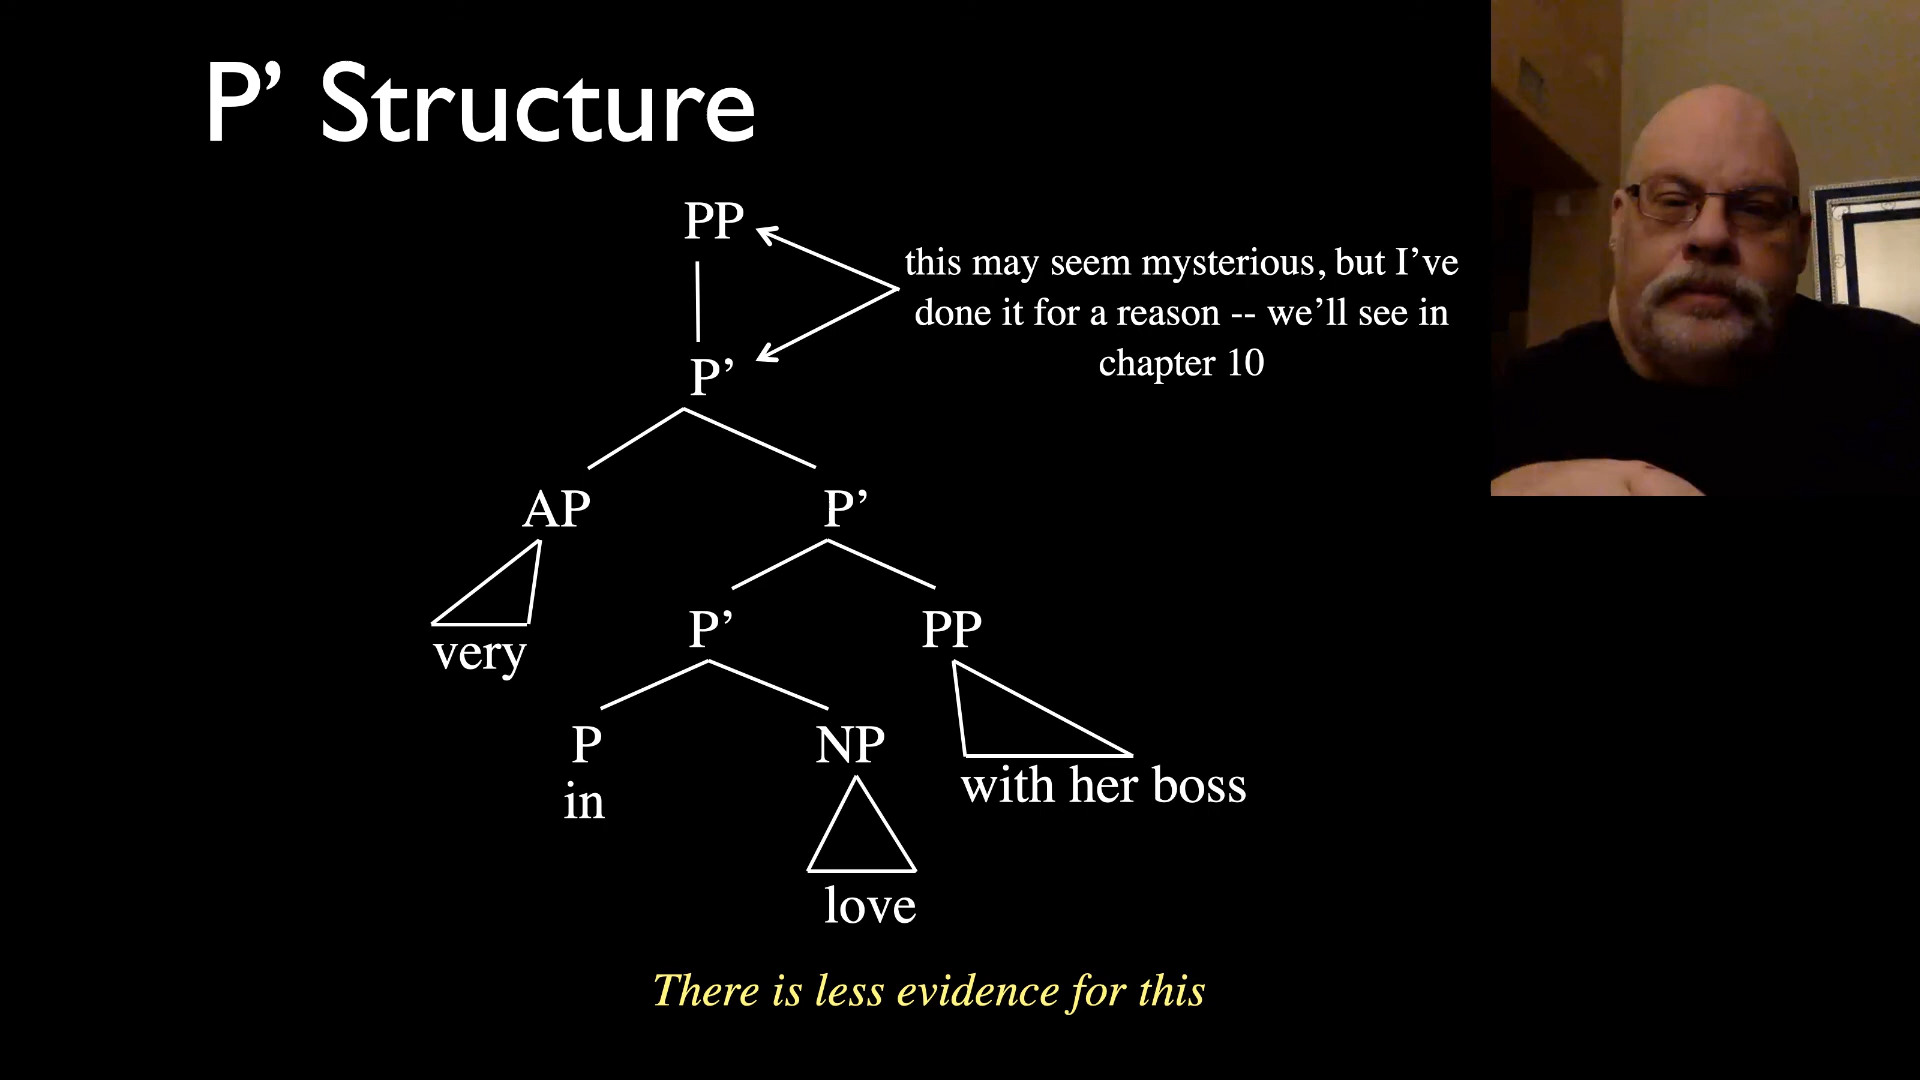 P’ Structure
PP
this may seem mysterious, but I’ve
done it for a reason -- we’ll see in
chapter 10
P’
AP P’
very
P’ PP
P NP
in
with her boss
love
There is less evidence for this